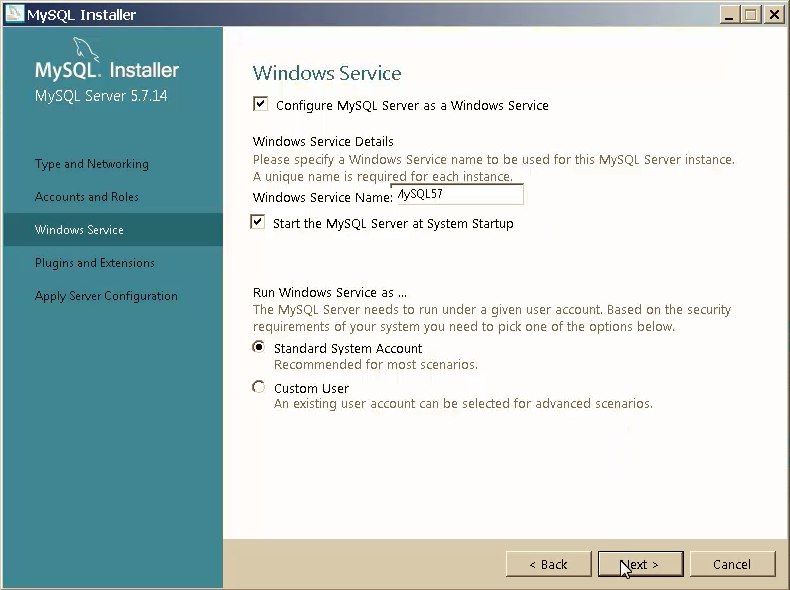 MySQL Installer
MySQL. Installer
MySQL Server 5.7.14
Type and Networking
Accounts and Roles
Windows Service
Plugins and Extensions
Apply Server Configuration
Windows Service
Configure MySQL Server as a Windows Service
Windows Service Details
Please specify a Windows Service name to be used for this MySQL Server instance.
A unique name is required for each instance.
Windows Service Name: MySQL57
Start the MySQL Server at System Startup
Run Windows Service as ...
The MySQL Server needs to run under a given user account. Based on the security
requirements of your system you need to pick one of the options below.
Standard System Account
Recommended for most scenarios.
Custom User
An existing user account can be selected for advanced scenarios.
< Back Next > Cancel